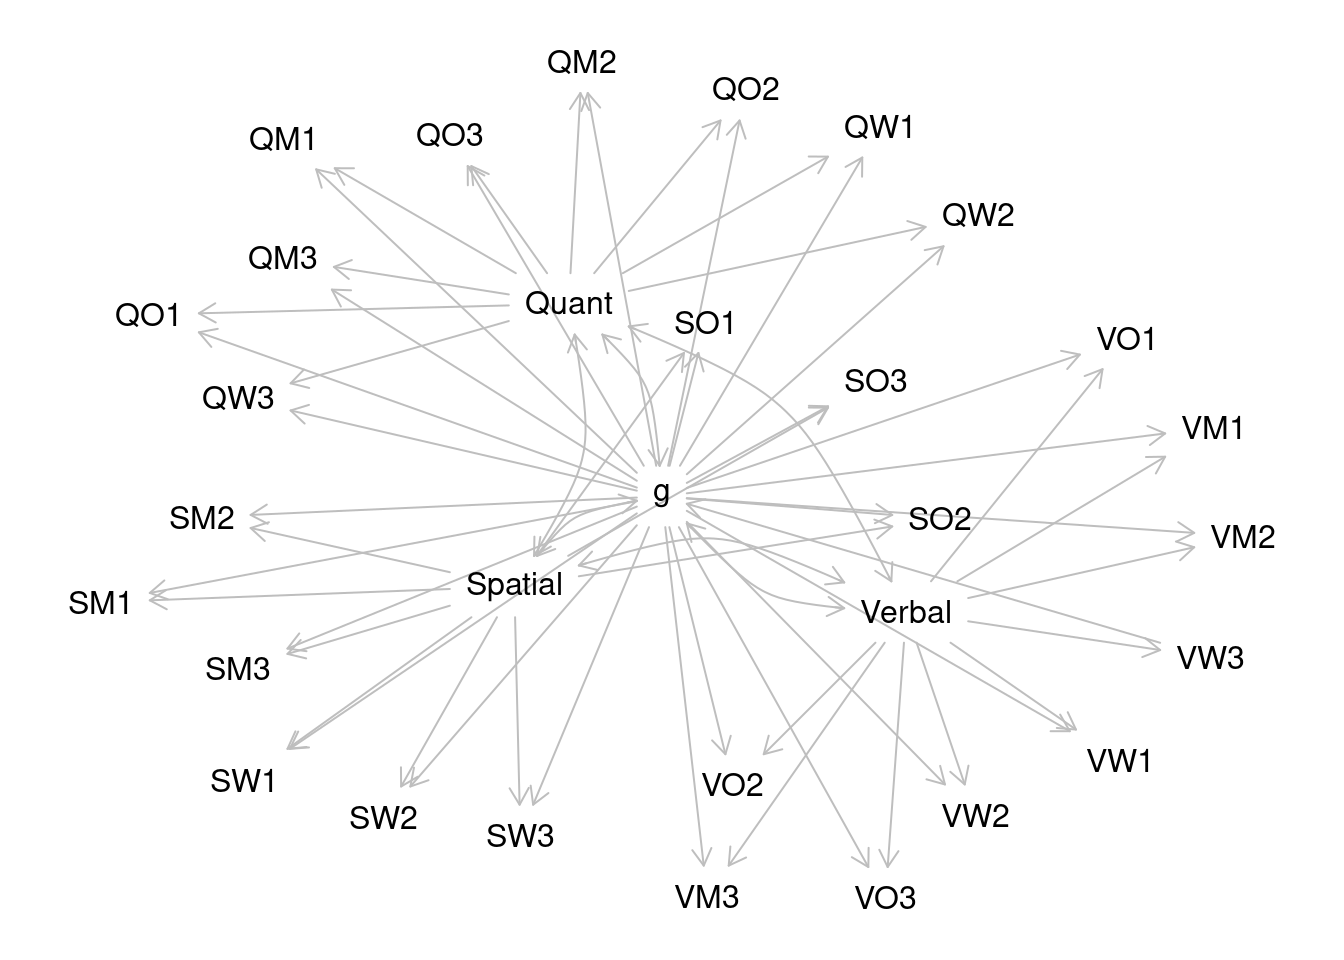 QM2
QO2
QW1
QM1
QO3
QW2
QM3
Quant
QO1
SO1
VO1
SO3
QW3
VM1
g
SM2
SO2
VM2
Spatial
SM1
Verbal
VW3
SM3
VW1
SW1
VO2
SW2
VW2
SW3
VM3
VO3